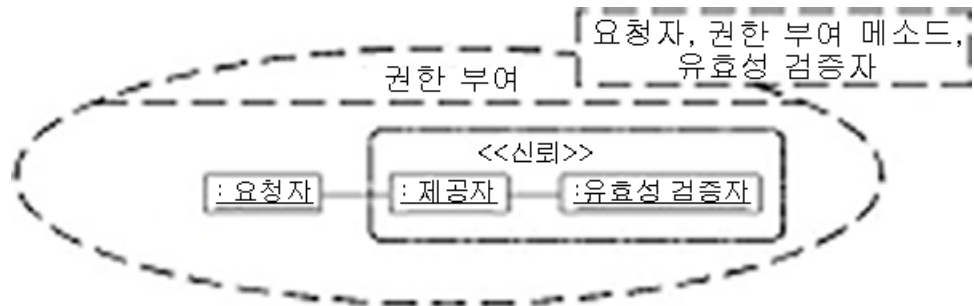 요청자, 권한 부여 메소드,
유효성 검증자
권한 부여
<<신뢰>>
: 요청자
: 제공자
:유효성 검증자